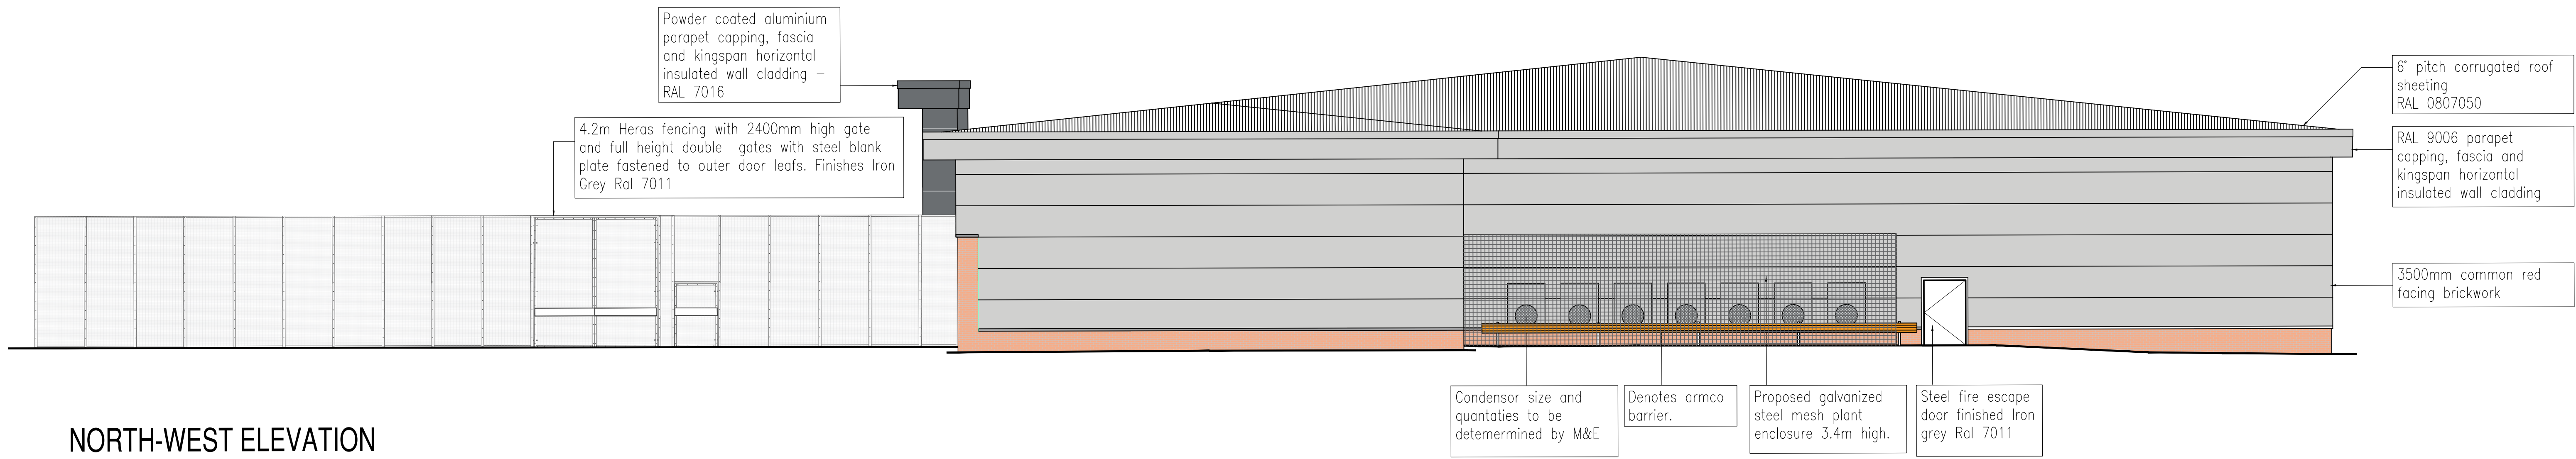 Powder coated aluminium
parapet capping, fascia
and kingspan horizontal
insulated wall cladding –
RAL 7016
4.2m Heras fencing with 2400mm high gate
and full height double gates with steel blank
plate fastened to outer door leafs. Finishes Iron
Grey Ral 7011
6° pitch corrugated roof
sheeting
RAL 0807050
RAL 9006 parapet
capping, fascia and
kingspan horizontal
insulated wall cladding
3500mm common red
facing brickwork
Condensor size and
quantaties to be
detemermined by M&E
Denotes armco
barrier.
Proposed galvanized
steel mesh plant
enclosure 3.4m high.
Steel fire escape
door finished Iron
grey Ral 7011
NORTH-WEST ELEVATION